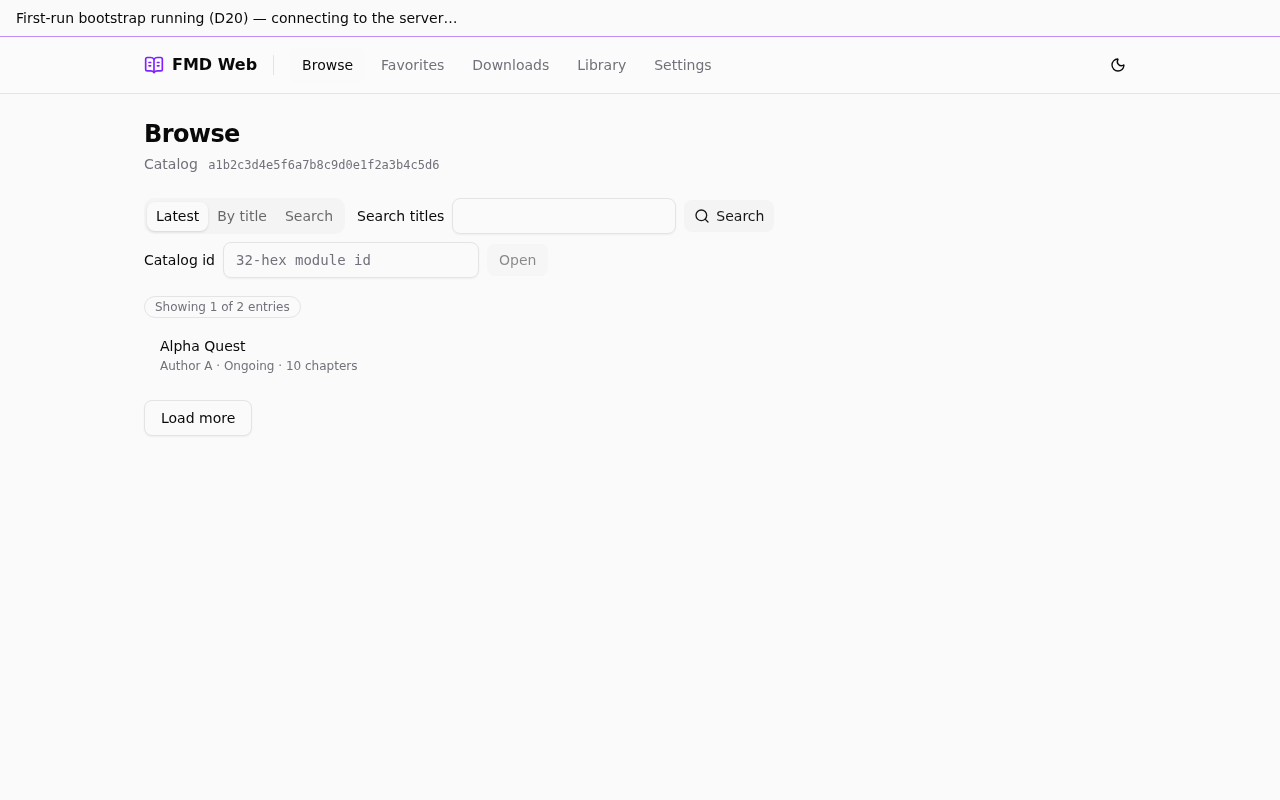 First-run bootstrap running (D20) — connecting to the server…
FMD Web Browse Favorites Downloads Library Settings
Browse
Catalog a1b2c3d4e5f6a7b8c9d0e1f2a3b4c5d6
Latest By title Search Search titles Search
Catalog id 32-hex module id Open
Showing 1 of 2 entries
Alpha Quest
Author A · Ongoing · 10 chapters
Load more